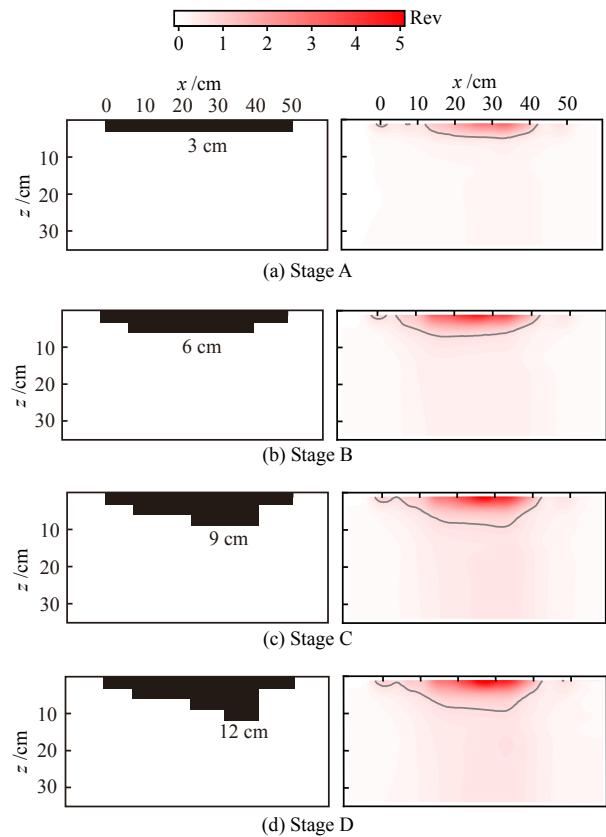 Rev
0 1 2 3 4 5
x /cm x /cm
0 10 20 30 40 50 0 10 20 30 40 50
3 cm
z /cm
10
20
30
(a) Stage A
6 cm
z /cm
10
20
30
(b) Stage B
9 cm
z /cm
10
20
30
(c) Stage C
12 cm
z /cm
10
20
30
(d) Stage D